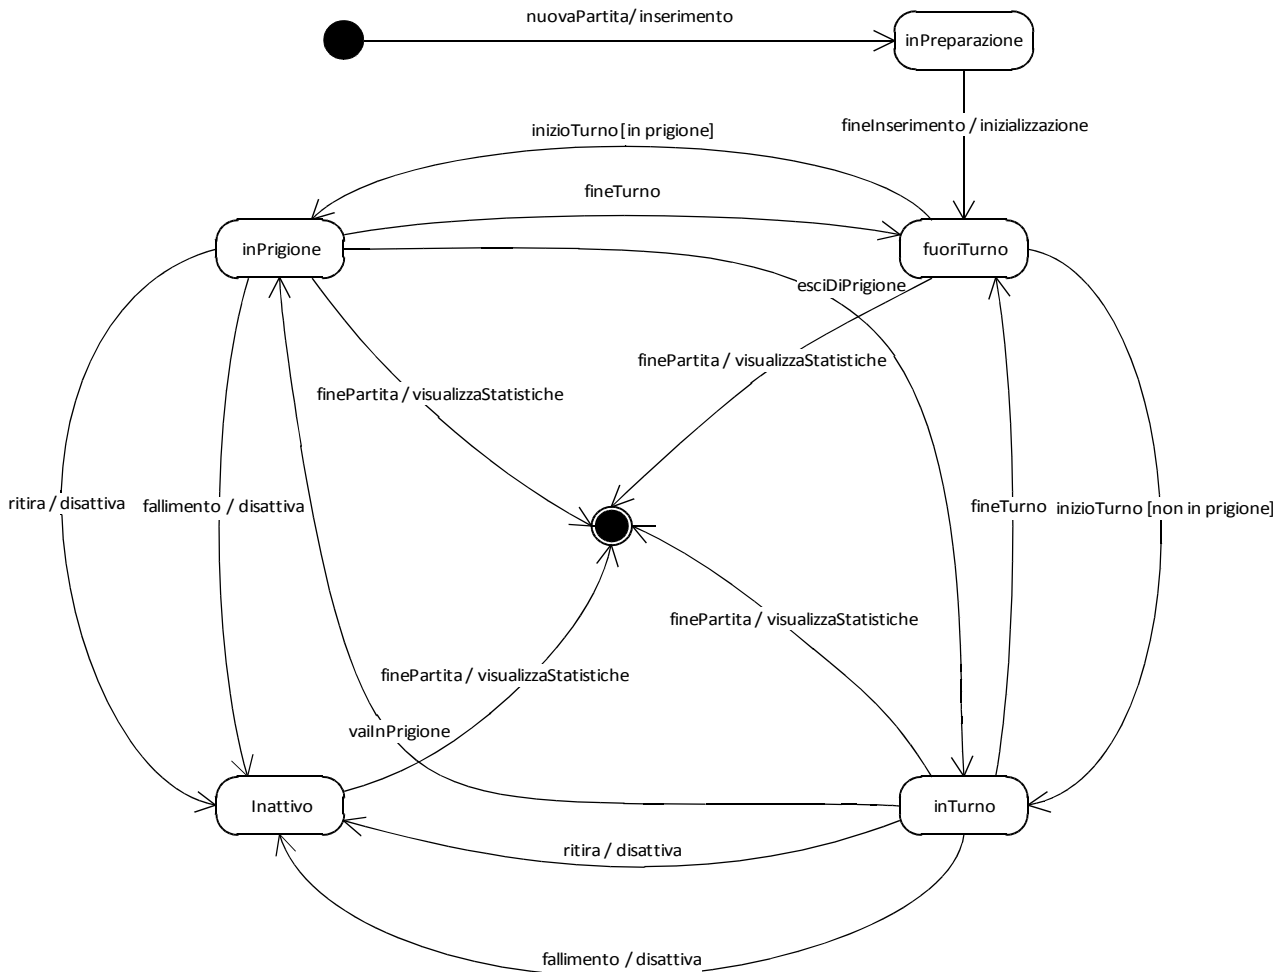 nuovaPartita/ inserimento
inPreparazione
fineInserimento / inizializzazione
inizioTurno [in prigione]
fineTurno
inPrigione
fuoriTurno
esciDiPrigione
finePartita / visualizzaStatistiche
finePartita / visualizzaStatistiche
ritira / disattiva
fallimento / disattiva
fineTurno
inizioTurno [non in prigione]
finePartita / visualizzaStatistiche
finePartita / visualizzaStatistiche
vaiInPrigione
Inattivo
inTurno
ritira / disattiva
fallimento / disattiva